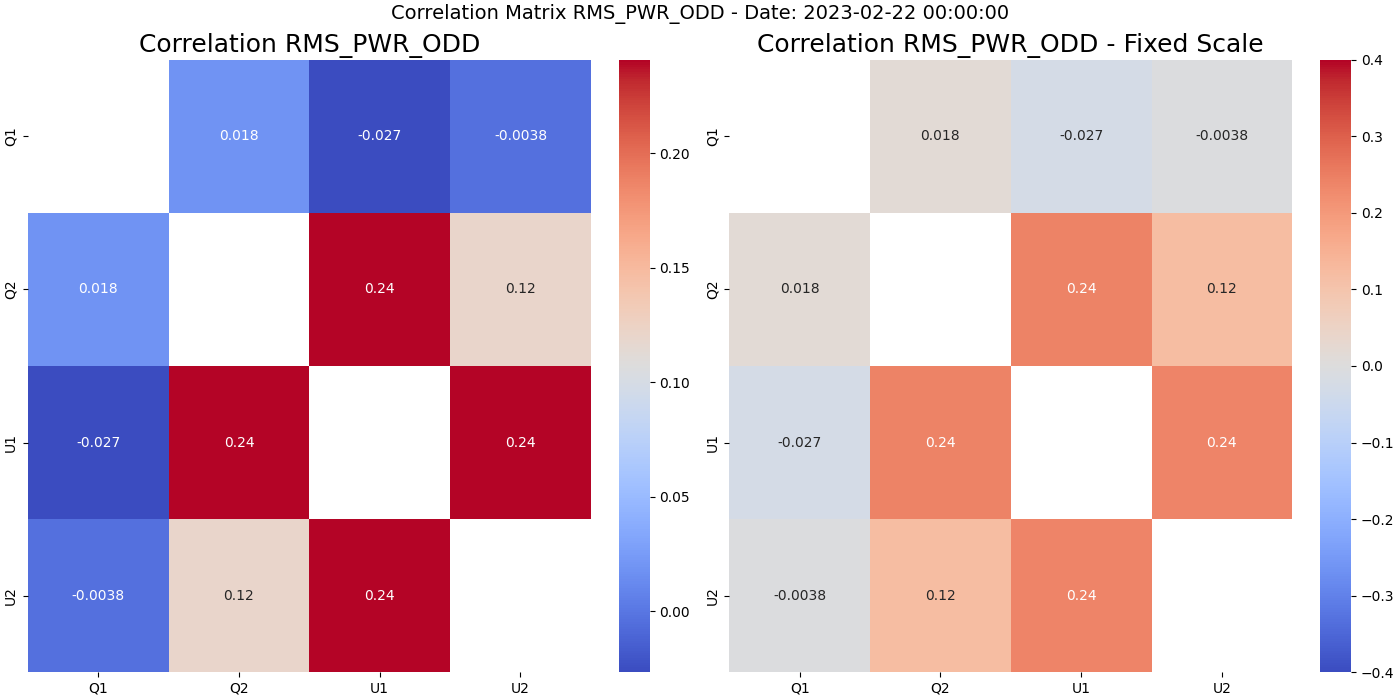 Correlation Matrix RMS_PWR_ODD - Date: 2023-02-22 00:00:00
Correlation RMS_PWR_ODD
Q1
0.018
-0.027
-0.0038
Q2
0.018
0.24
0.12
U1
-0.027
0.24
0.24
U2
-0.0038
0.12
0.24
Q1
Q2
U1
U2
0.20
0.15
0.10
0.05
0.00
Correlation RMS_PWR_ODD - Fixed Scale
Q1
0.018
-0.027
-0.0038
Q2
0.018
0.24
0.12
U1
-0.027
0.24
0.24
U2
-0.0038
0.12
0.24
Q1
Q2
U1
U2
0.4
0.3
0.2
0.1
0.0
−0.1
−0.2
−0.3
−0.4